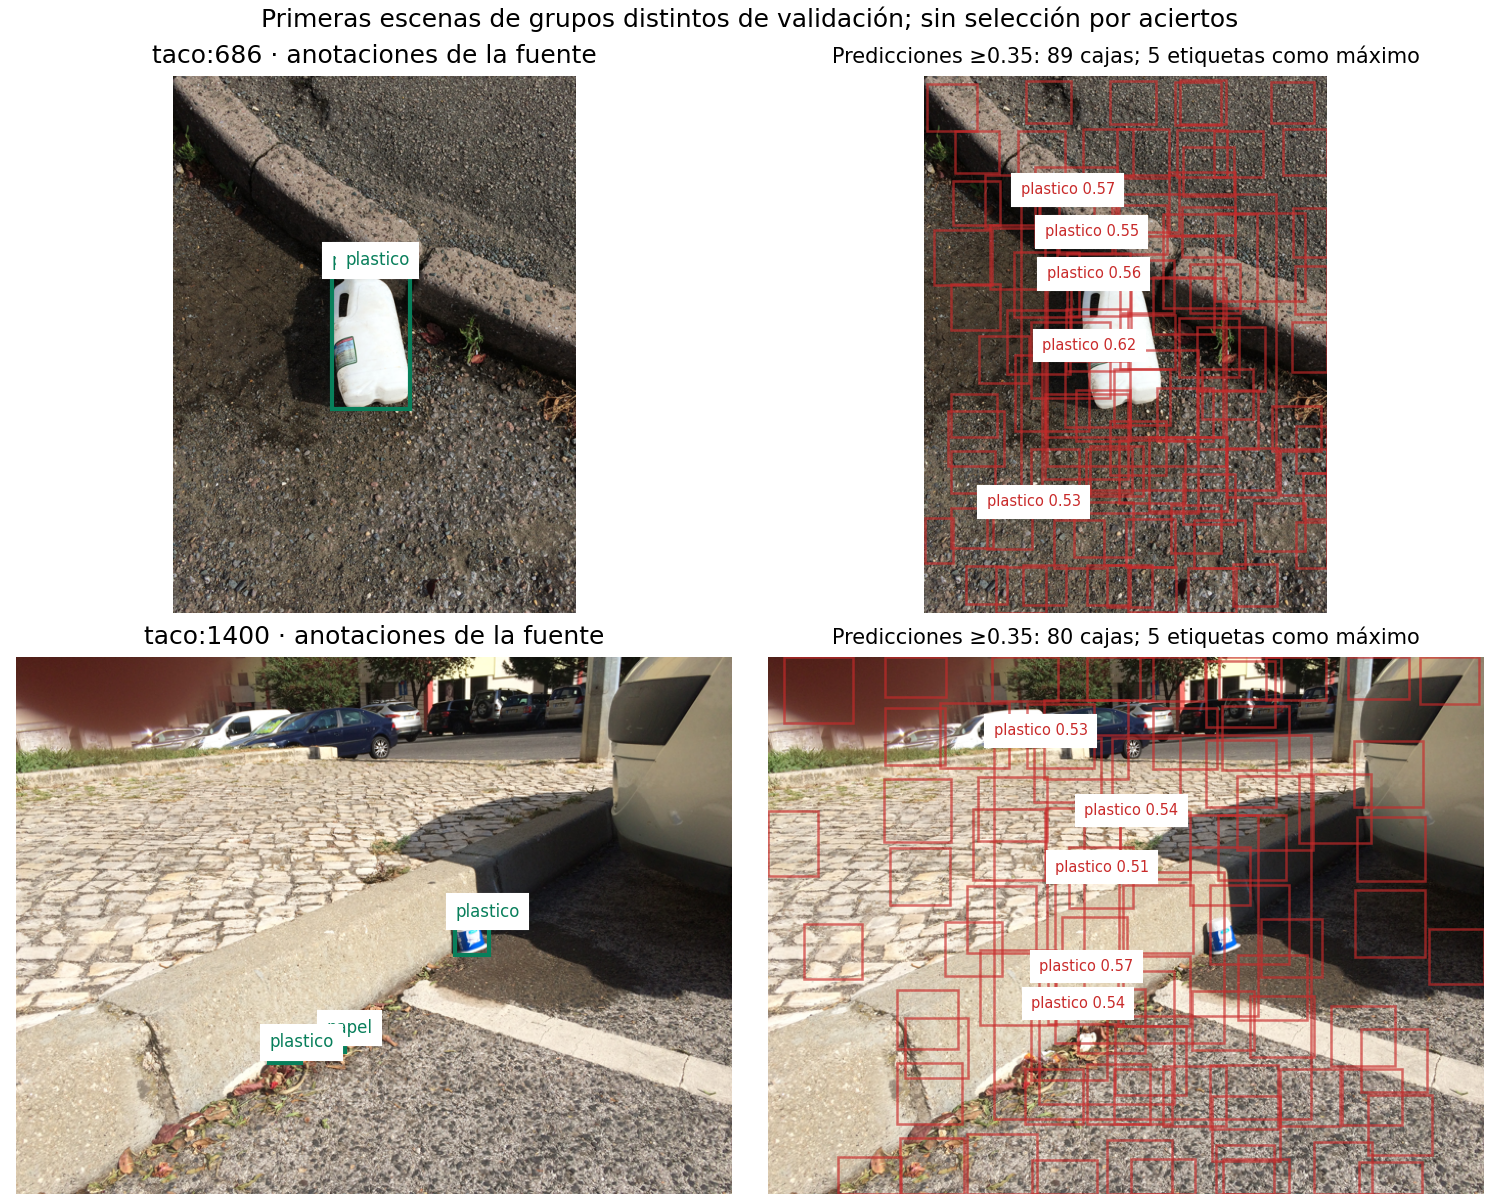 Primeras escenas de grupos distintos de validación; sin selección por aciertos
taco:686 · anotaciones de la fuente
Predicciones ≥0.35: 89 cajas; 5 etiquetas como máximo
plastico
plastico 0.57
plastico 0.55
plastico 0.56
plastico 0.62
plastico 0.53
taco:1400 · anotaciones de la fuente
Predicciones ≥0.35: 80 cajas; 5 etiquetas como máximo
plastico
papel
plastico
plastico 0.53
plastico 0.54
plastico 0.51
plastico 0.57
plastico 0.54